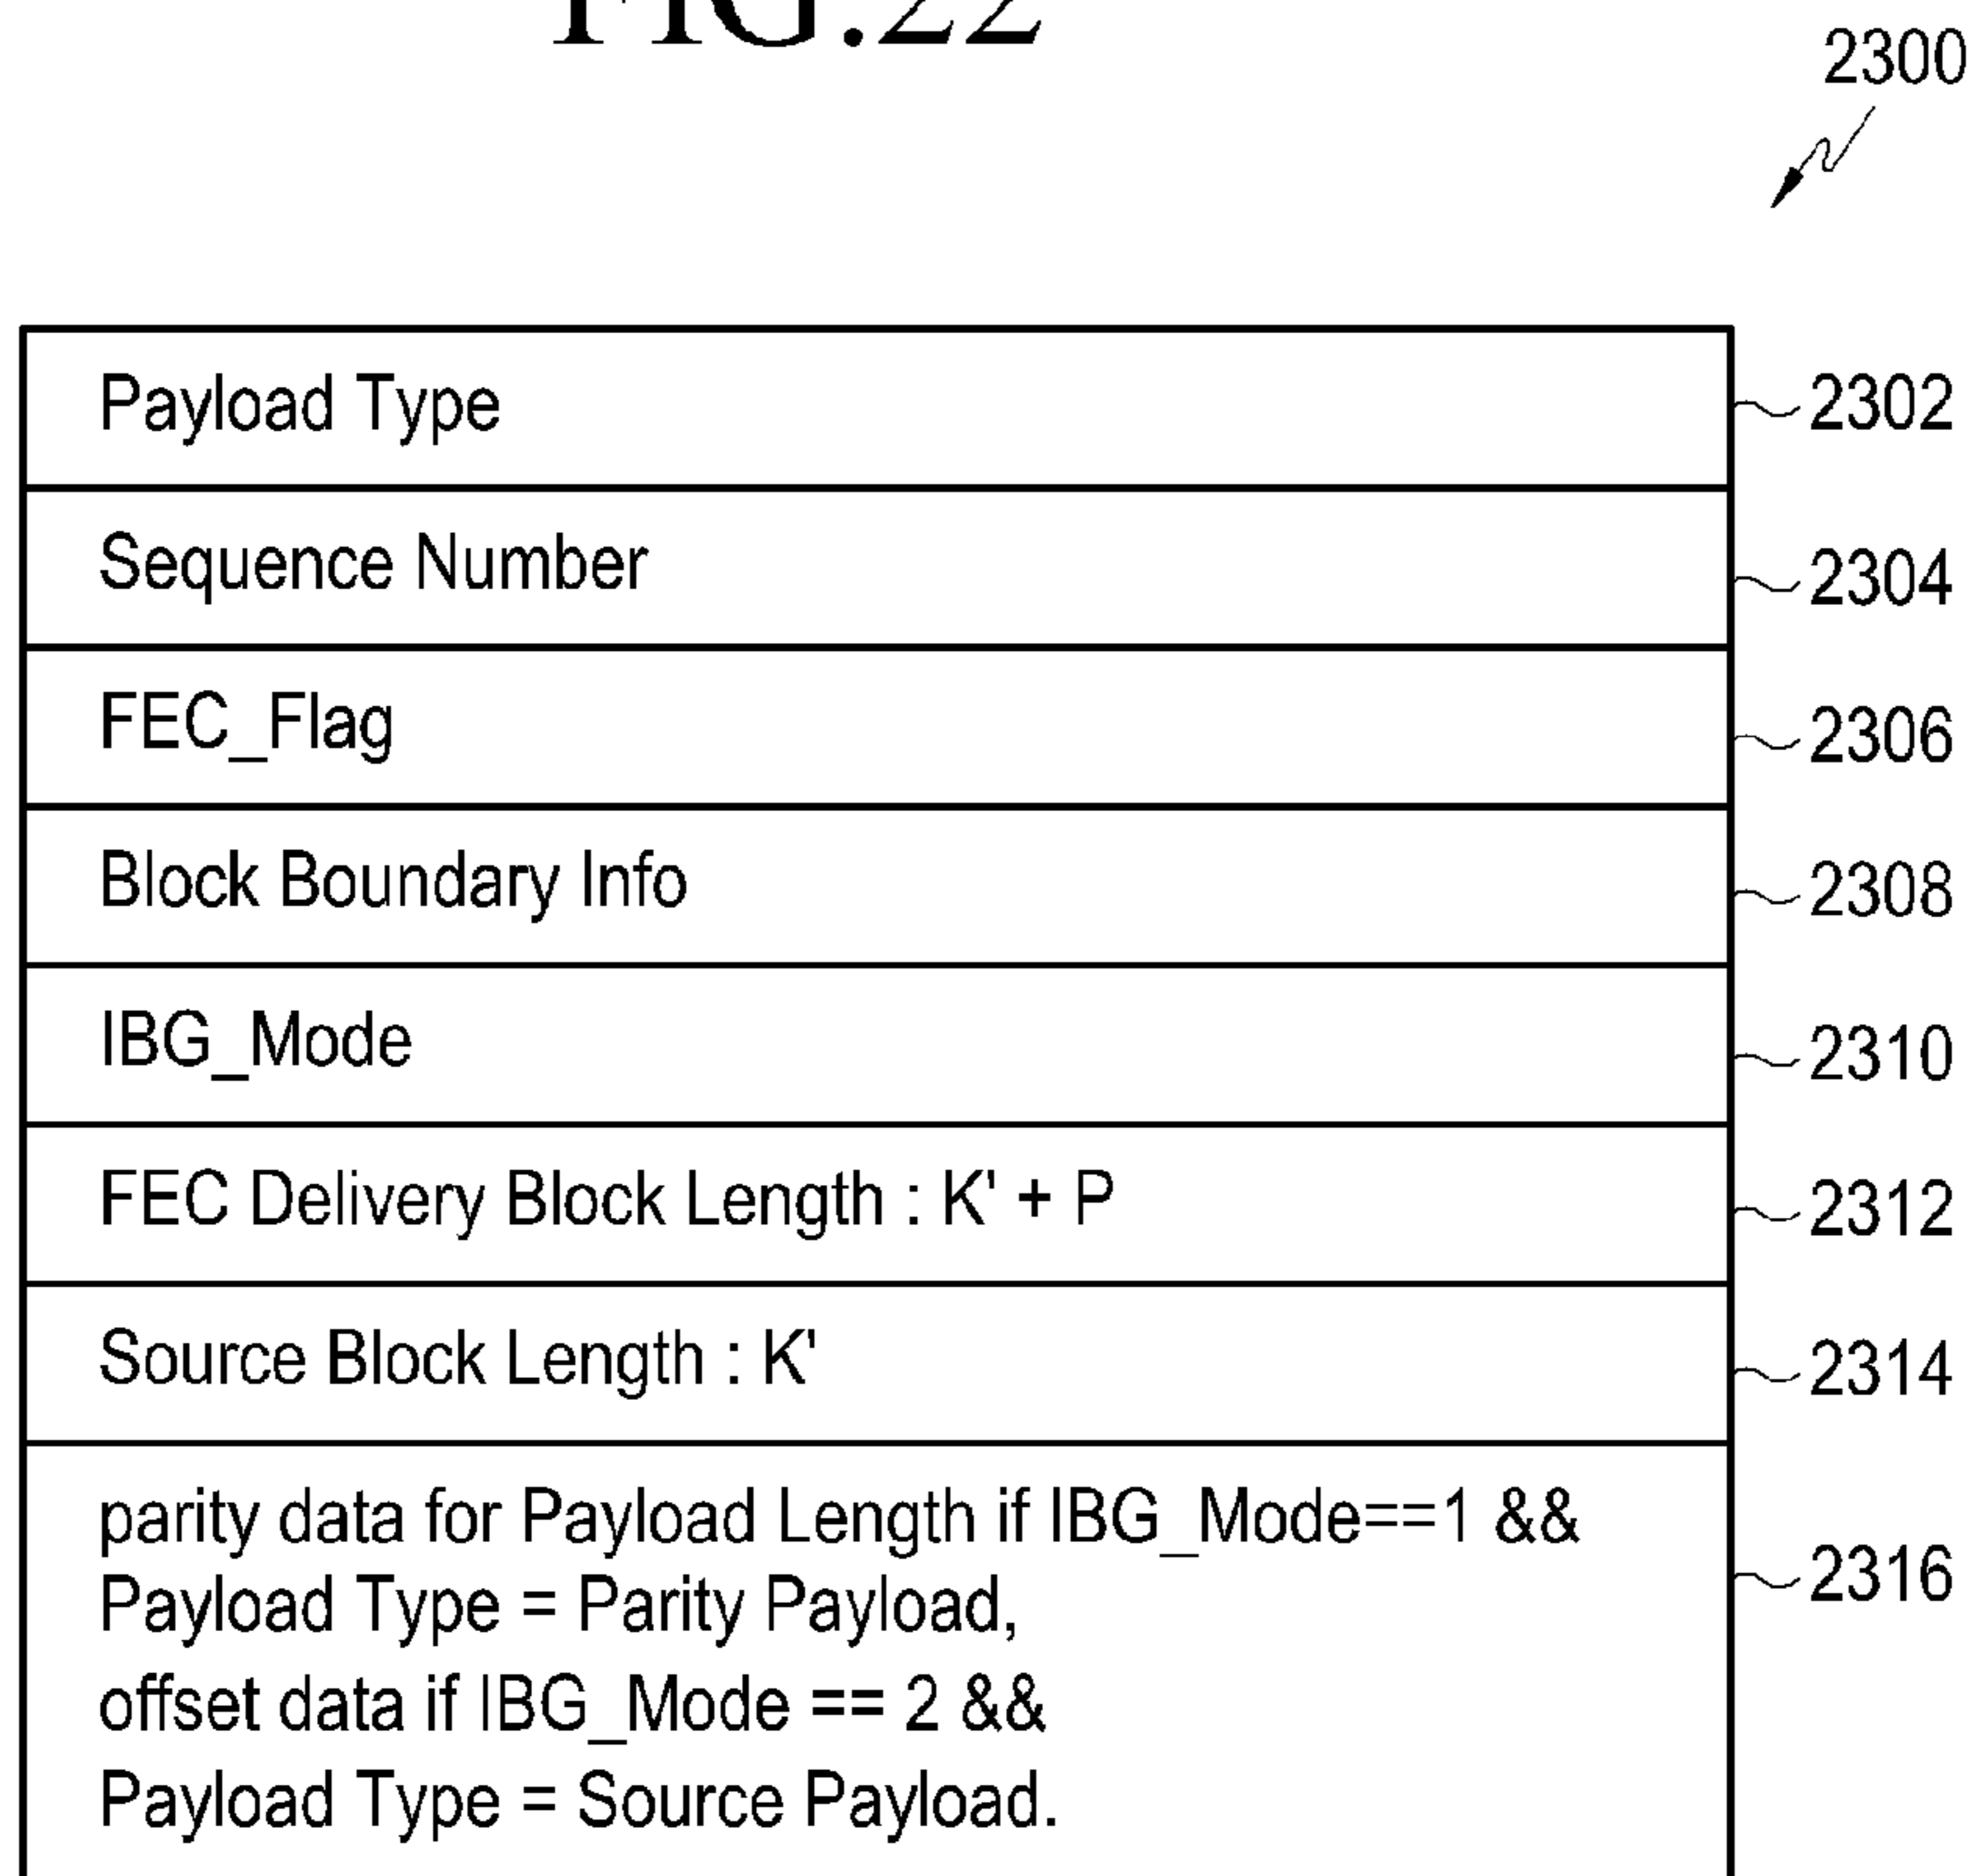 FIG.22
2300
Payload Type 2302
Sequence Number 2304
FEC_Flag 2306
Block Boundary Info 2308
IBG_Mode 2310
FEC Delivery Block Length : K' + P 2312
Source Block Length : K' 2314
parity data for Payload Length if IBG_Mode==1 &&
Payload Type = Parity Payload, 2316
offset data if IBG_Mode == 2 &&
Payload Type = Source Payload.